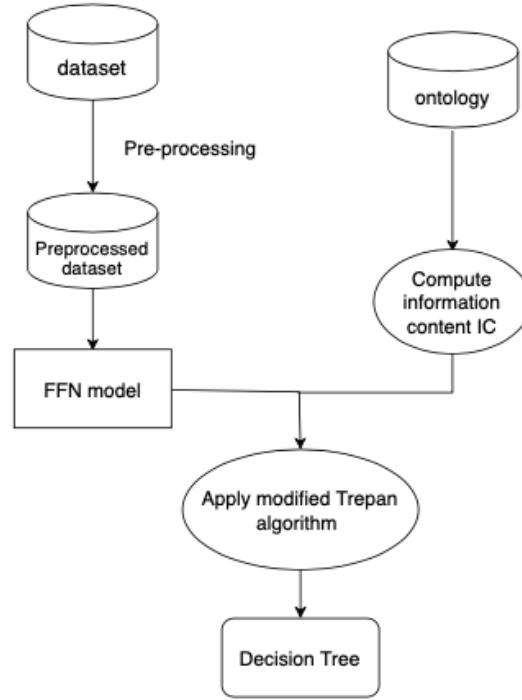 dataset
ontology
Pre-processing
Preprocessed
dataset
Compute
information
content IC
FFN model
Apply modified Trepan
algorithm
Decision Tree